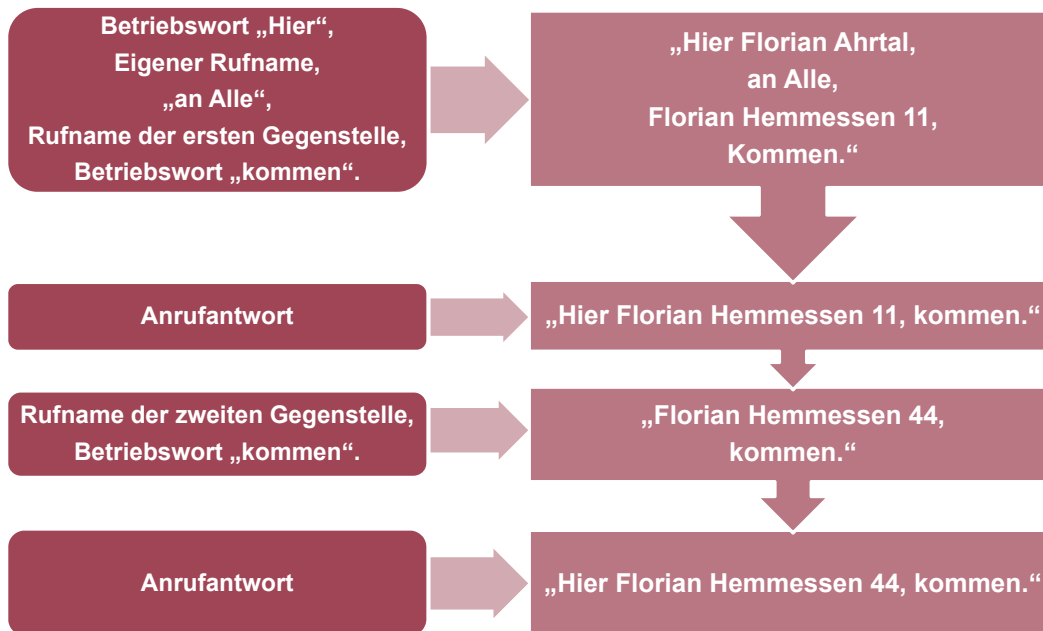 Betriebswort „Hier“,
Eigener Rufname,
„an Alle“,
Rufname der ersten Gegenstelle,
Betriebswort „kommen“.
„Hier Florian Ahrtal,
an Alle,
Florian Hemmessen 11,
Kommen.“
Anrufantwort
„Hier Florian Hemmessen 11, kommen.“
Rufname der zweiten Gegenstelle,
Betriebswort „kommen“.
„Florian Hemmessen 44,
kommen.“
Anrufantwort
„Hier Florian Hemmessen 44, kommen.“